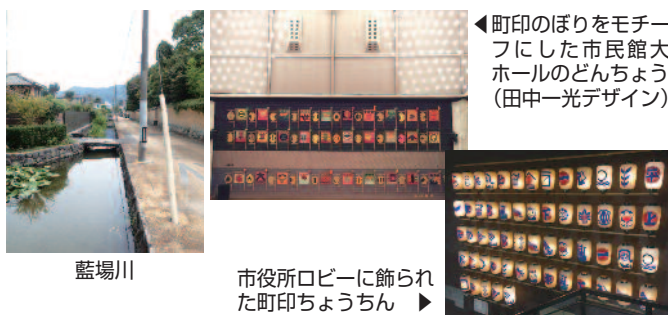 ◀町印のぼりをモチー
フにした市民館大
ホールのどんちょう
(田中一光デザイン)
藍場川
市役所ロビーに飾られ
た町印ちょうちん ▶